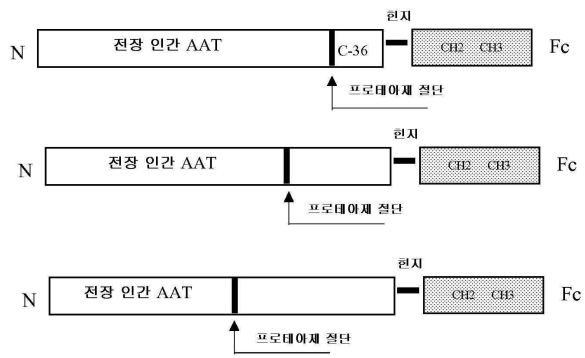 힌지
N 전장 인간 AAT C-36 CH2 CH3 Fc
프로테아제 절단
힌지
N 전장 인간 AAT CH2 CH3 Fc
프로테아제 절단
힌지
N 전장 인간 AAT CH2 CH3 Fc
프로테아제 절단